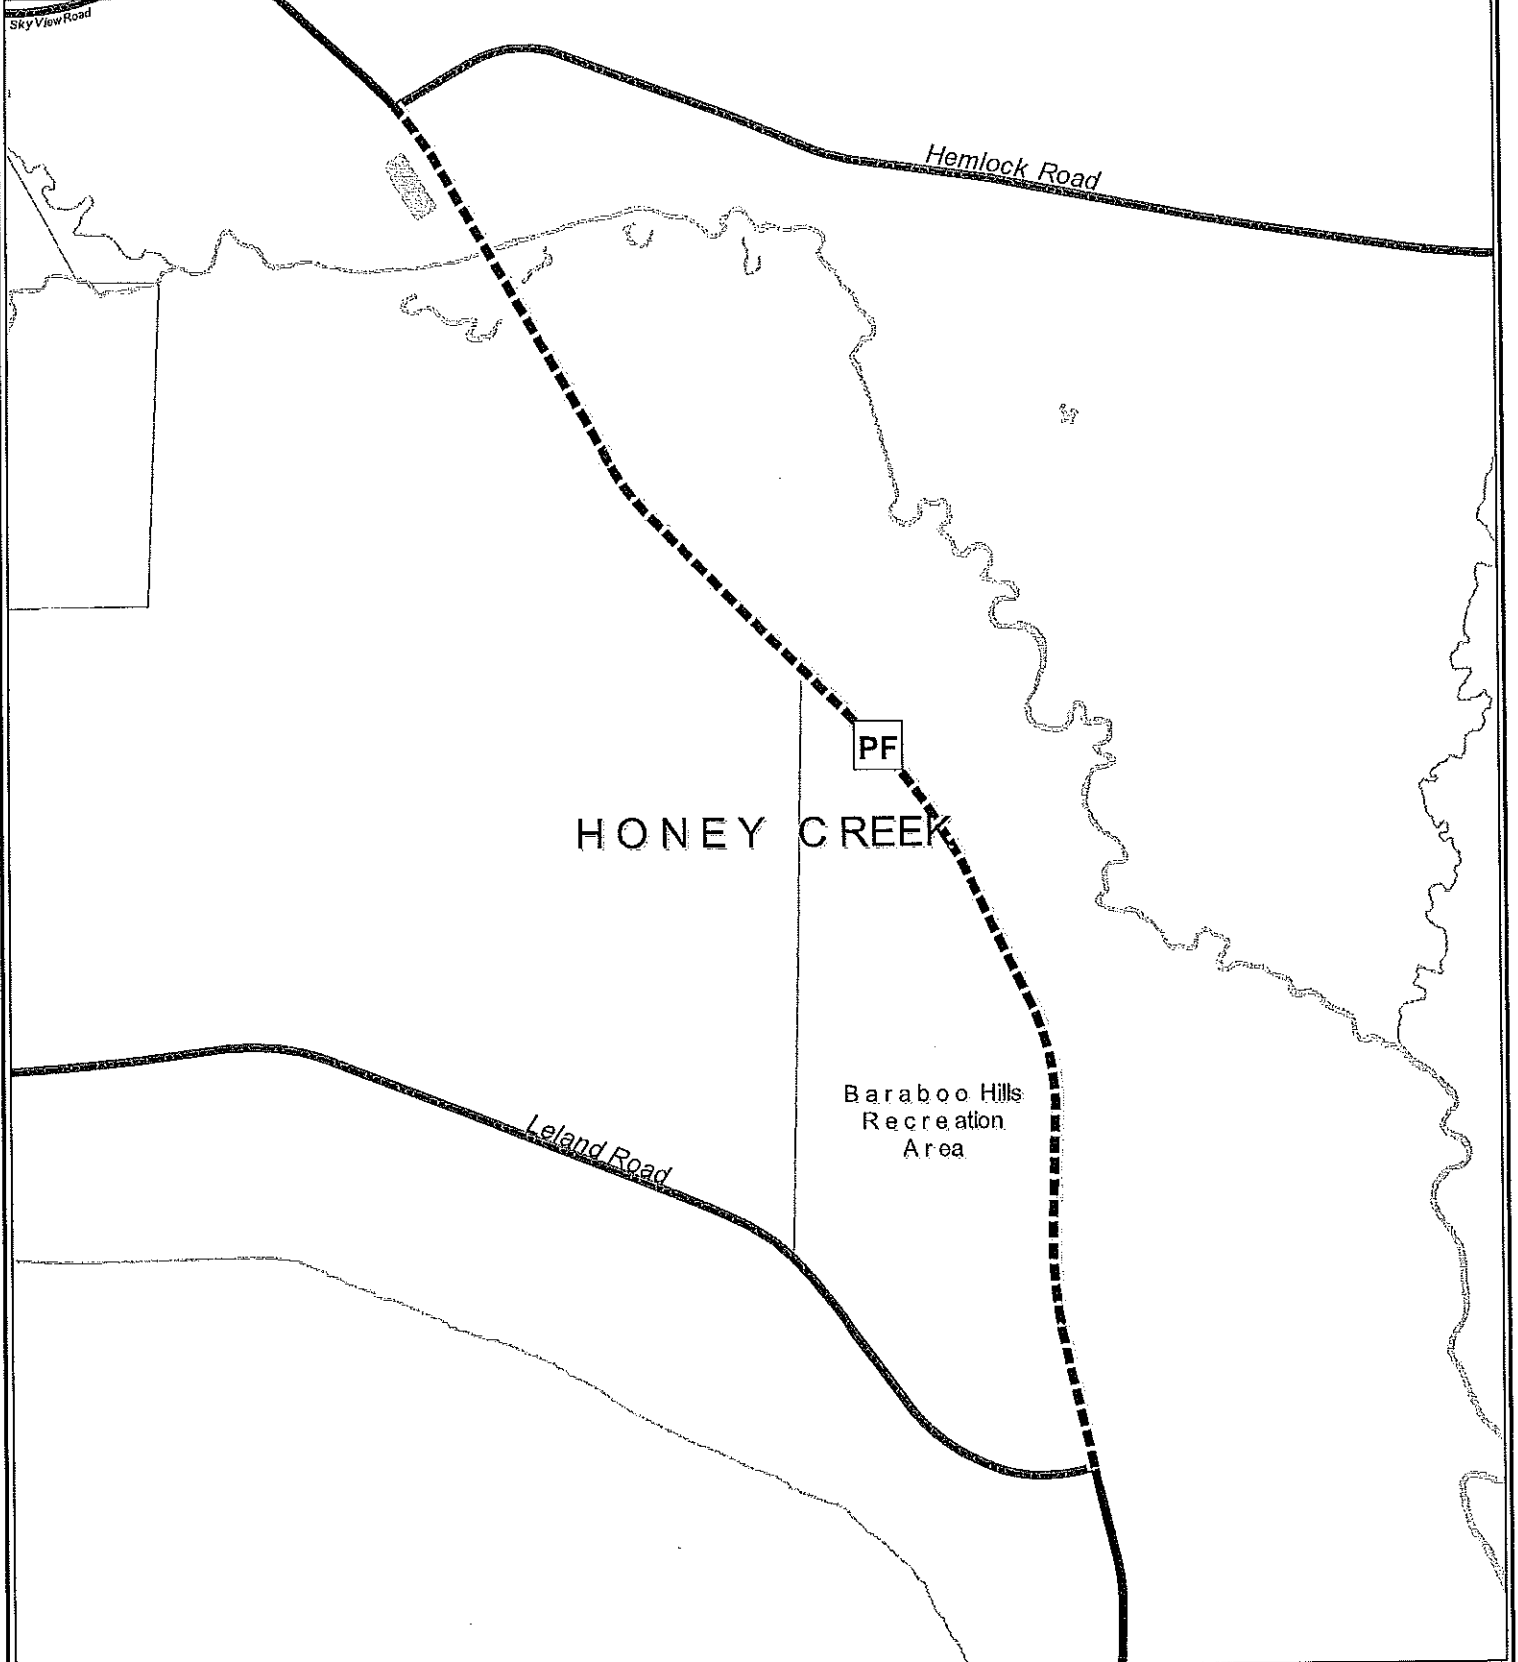 Sky View Road
Hemlock Road
PF
HONEY CREEK
Baraboo Hills
Recreation
Area
Leland Road